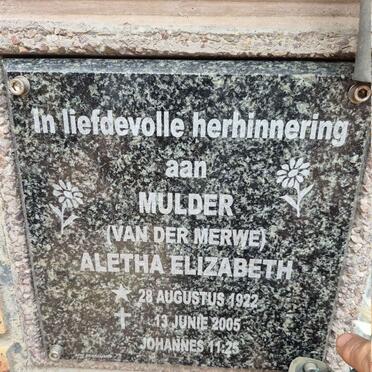 In liefdevolle herhinnering
aan
MULDER
(VAN DER MERWE)
ALETHA ELIZABETH
★ 28 AUGUSTUS 1922
✝ 13 JUNIE 2005
JOHANNES 11:25